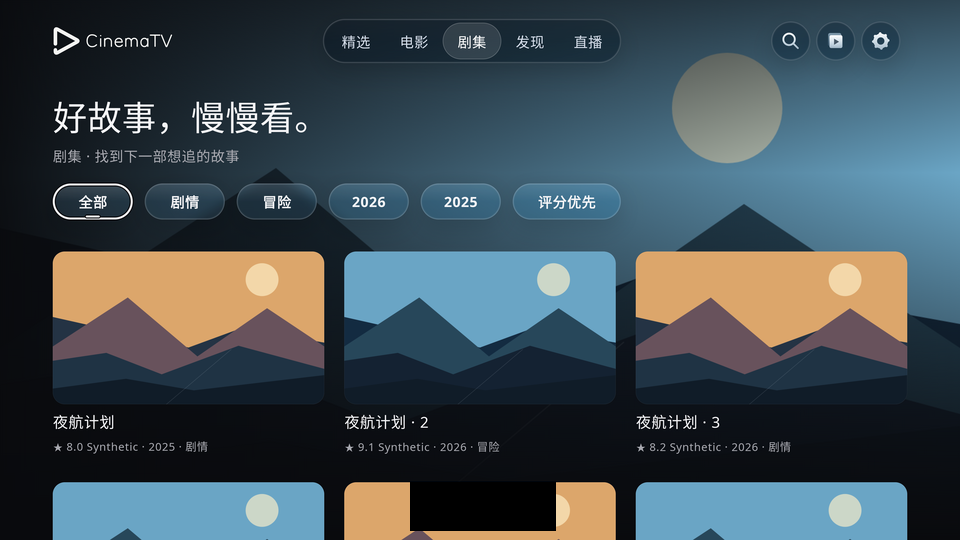 CinemaTV
精选 电影 剧集 发现 直播
好故事，慢慢看。
剧集 · 找到下一部想追的故事
全部 剧情 冒险 2026 2025 评分优先
夜航计划 夜航计划 · 2 夜航计划 · 3
★ 8.0 Synthetic · 2025 · 剧情 ★ 9.1 Synthetic · 2026 · 冒险 ★ 8.2 Synthetic · 2026 · 剧情